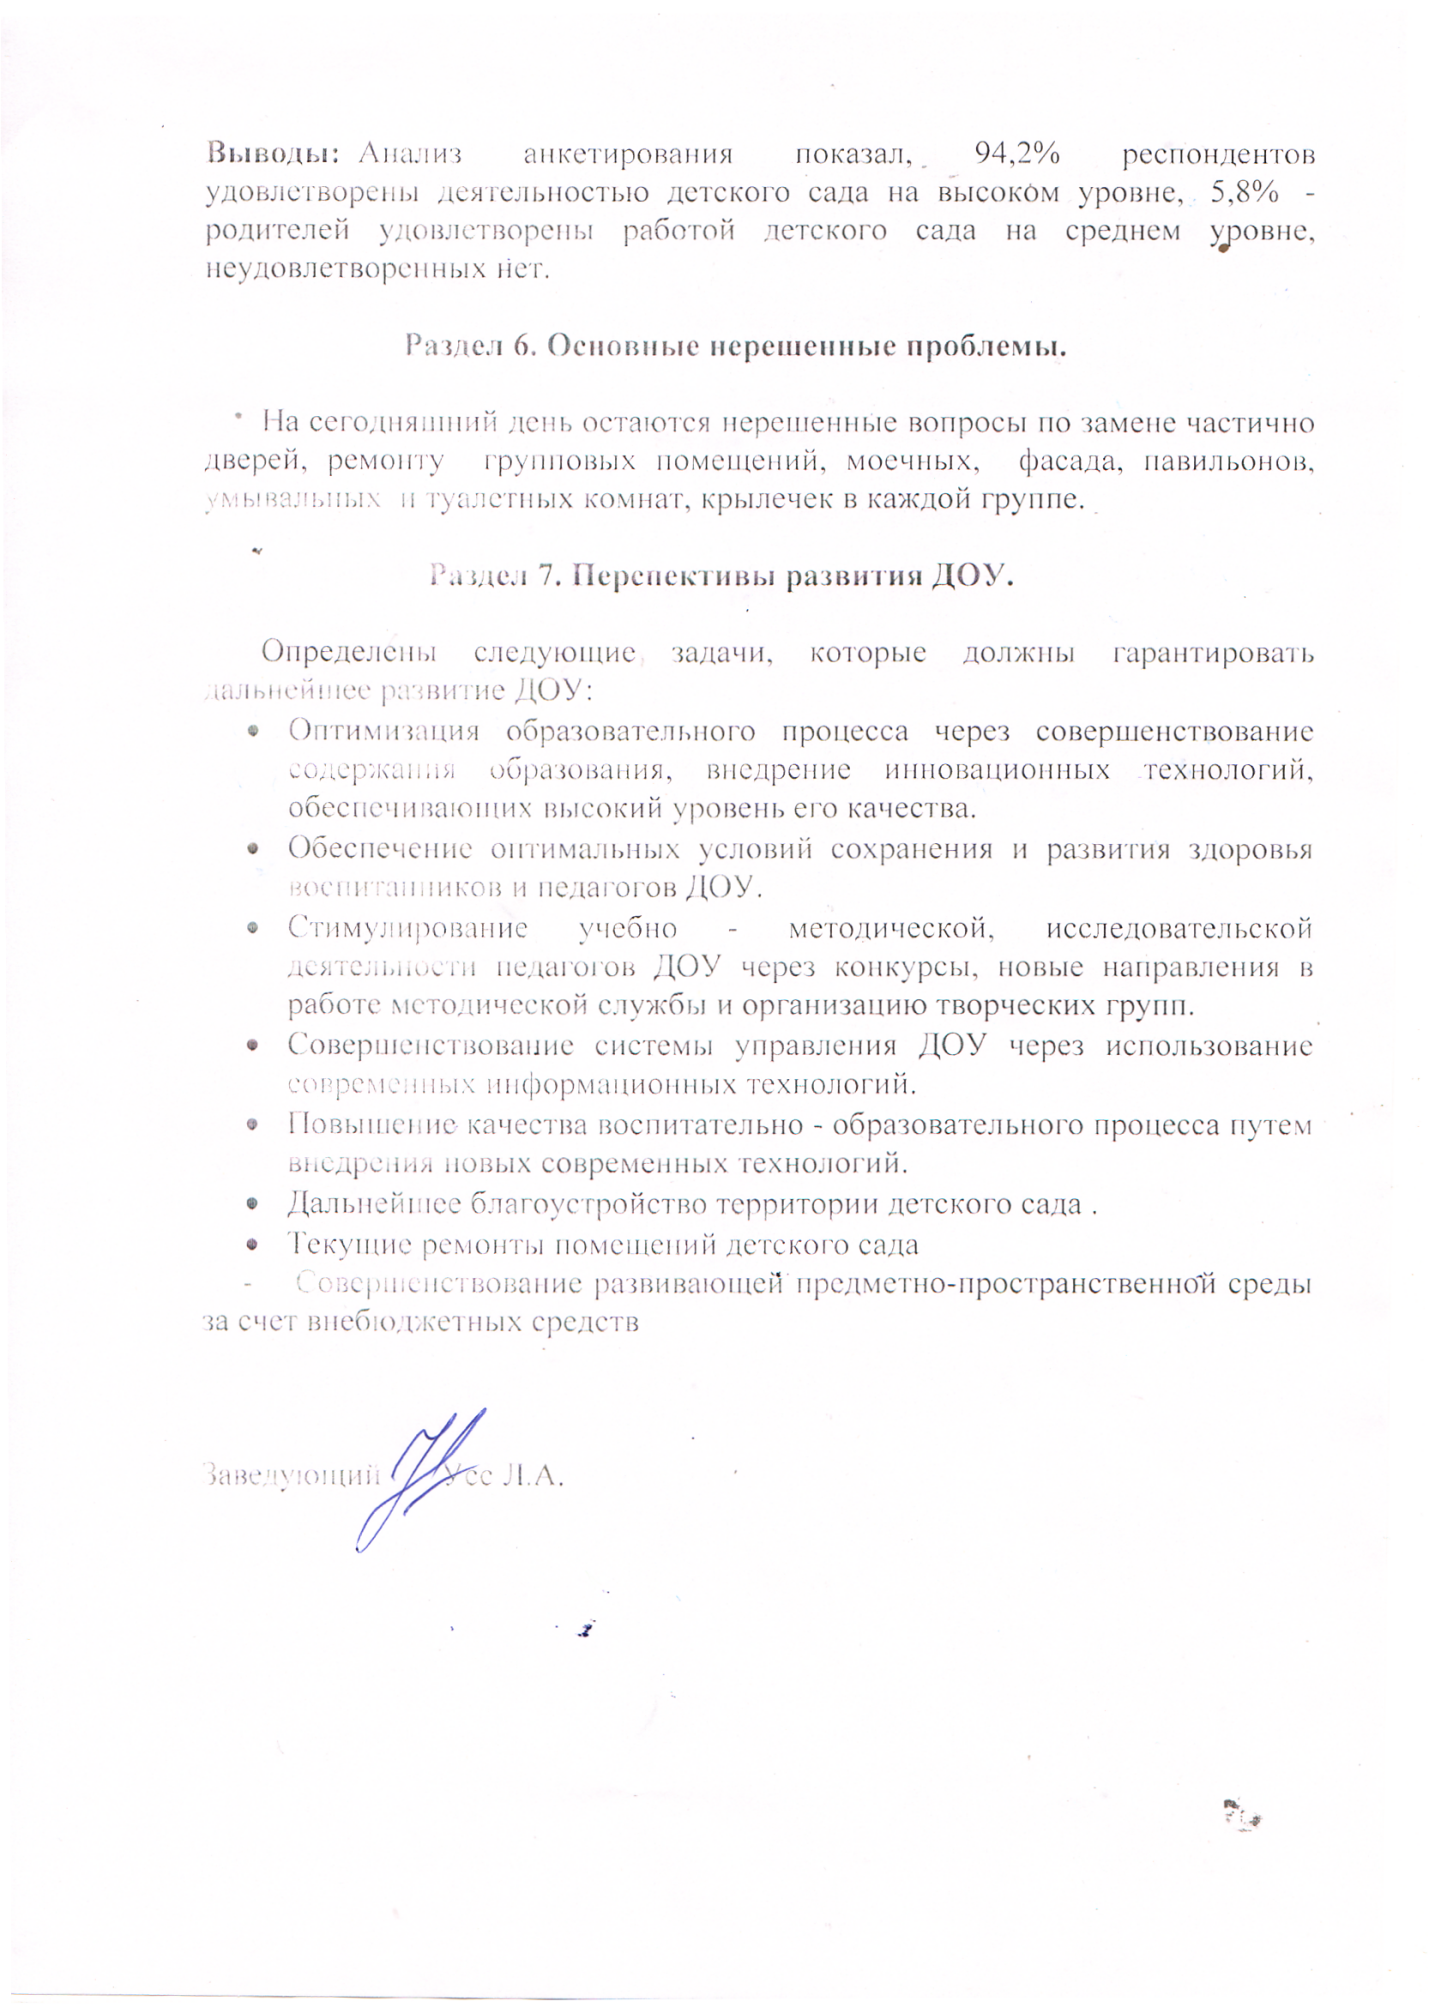 Выводы: Анализ анкетирования показал, 94,2% респондентов
удовлетворены деятельностью детского сада на высоком уровне, 5,8% -
родителей удовлетворены работой детского сада на среднем уровне,
неудовлетворенных нет.
Раздел 6. Основные нерешенные проблемы.
На сегодняшний день остаются нерешенные вопросы по замене частично
дверей, ремонту групповых помещений, моечных, фасада, павильонов,
умывальных и туалетных комнат, крылечек в каждой группе.
Раздел 7. Перспективы развития ДОУ.
Определены следующие задачи, которые должны гарантировать
дальнейшее развитие ДОУ:
• Оптимизация образовательного процесса через совершенствование
содержания образования, внедрение инновационных технологий,
обеспечивающих высокий уровень его качества.
• Обеспечение оптимальных условий сохранения и развития здоровья
воспитанников и педагогов ДОУ.
• Стимулирование учебно - методической, исследовательской
деятельности педагогов ДОУ через конкурсы, новые направления в
работе методической службы и организацию творческих групп.
• Совершенствование системы управления ДОУ через использование
современных информационных технологий.
• Повышение качества воспитательно - образовательного процесса путем
внедрения новых современных технологий.
• Дальнейшее благоустройство территории детского сада .
• Текущие ремонты помещений детского сада
- Совершенствование развивающей предметно-пространственной среды
за счет внебюджетных средств
Заведующий Усс Л.А.